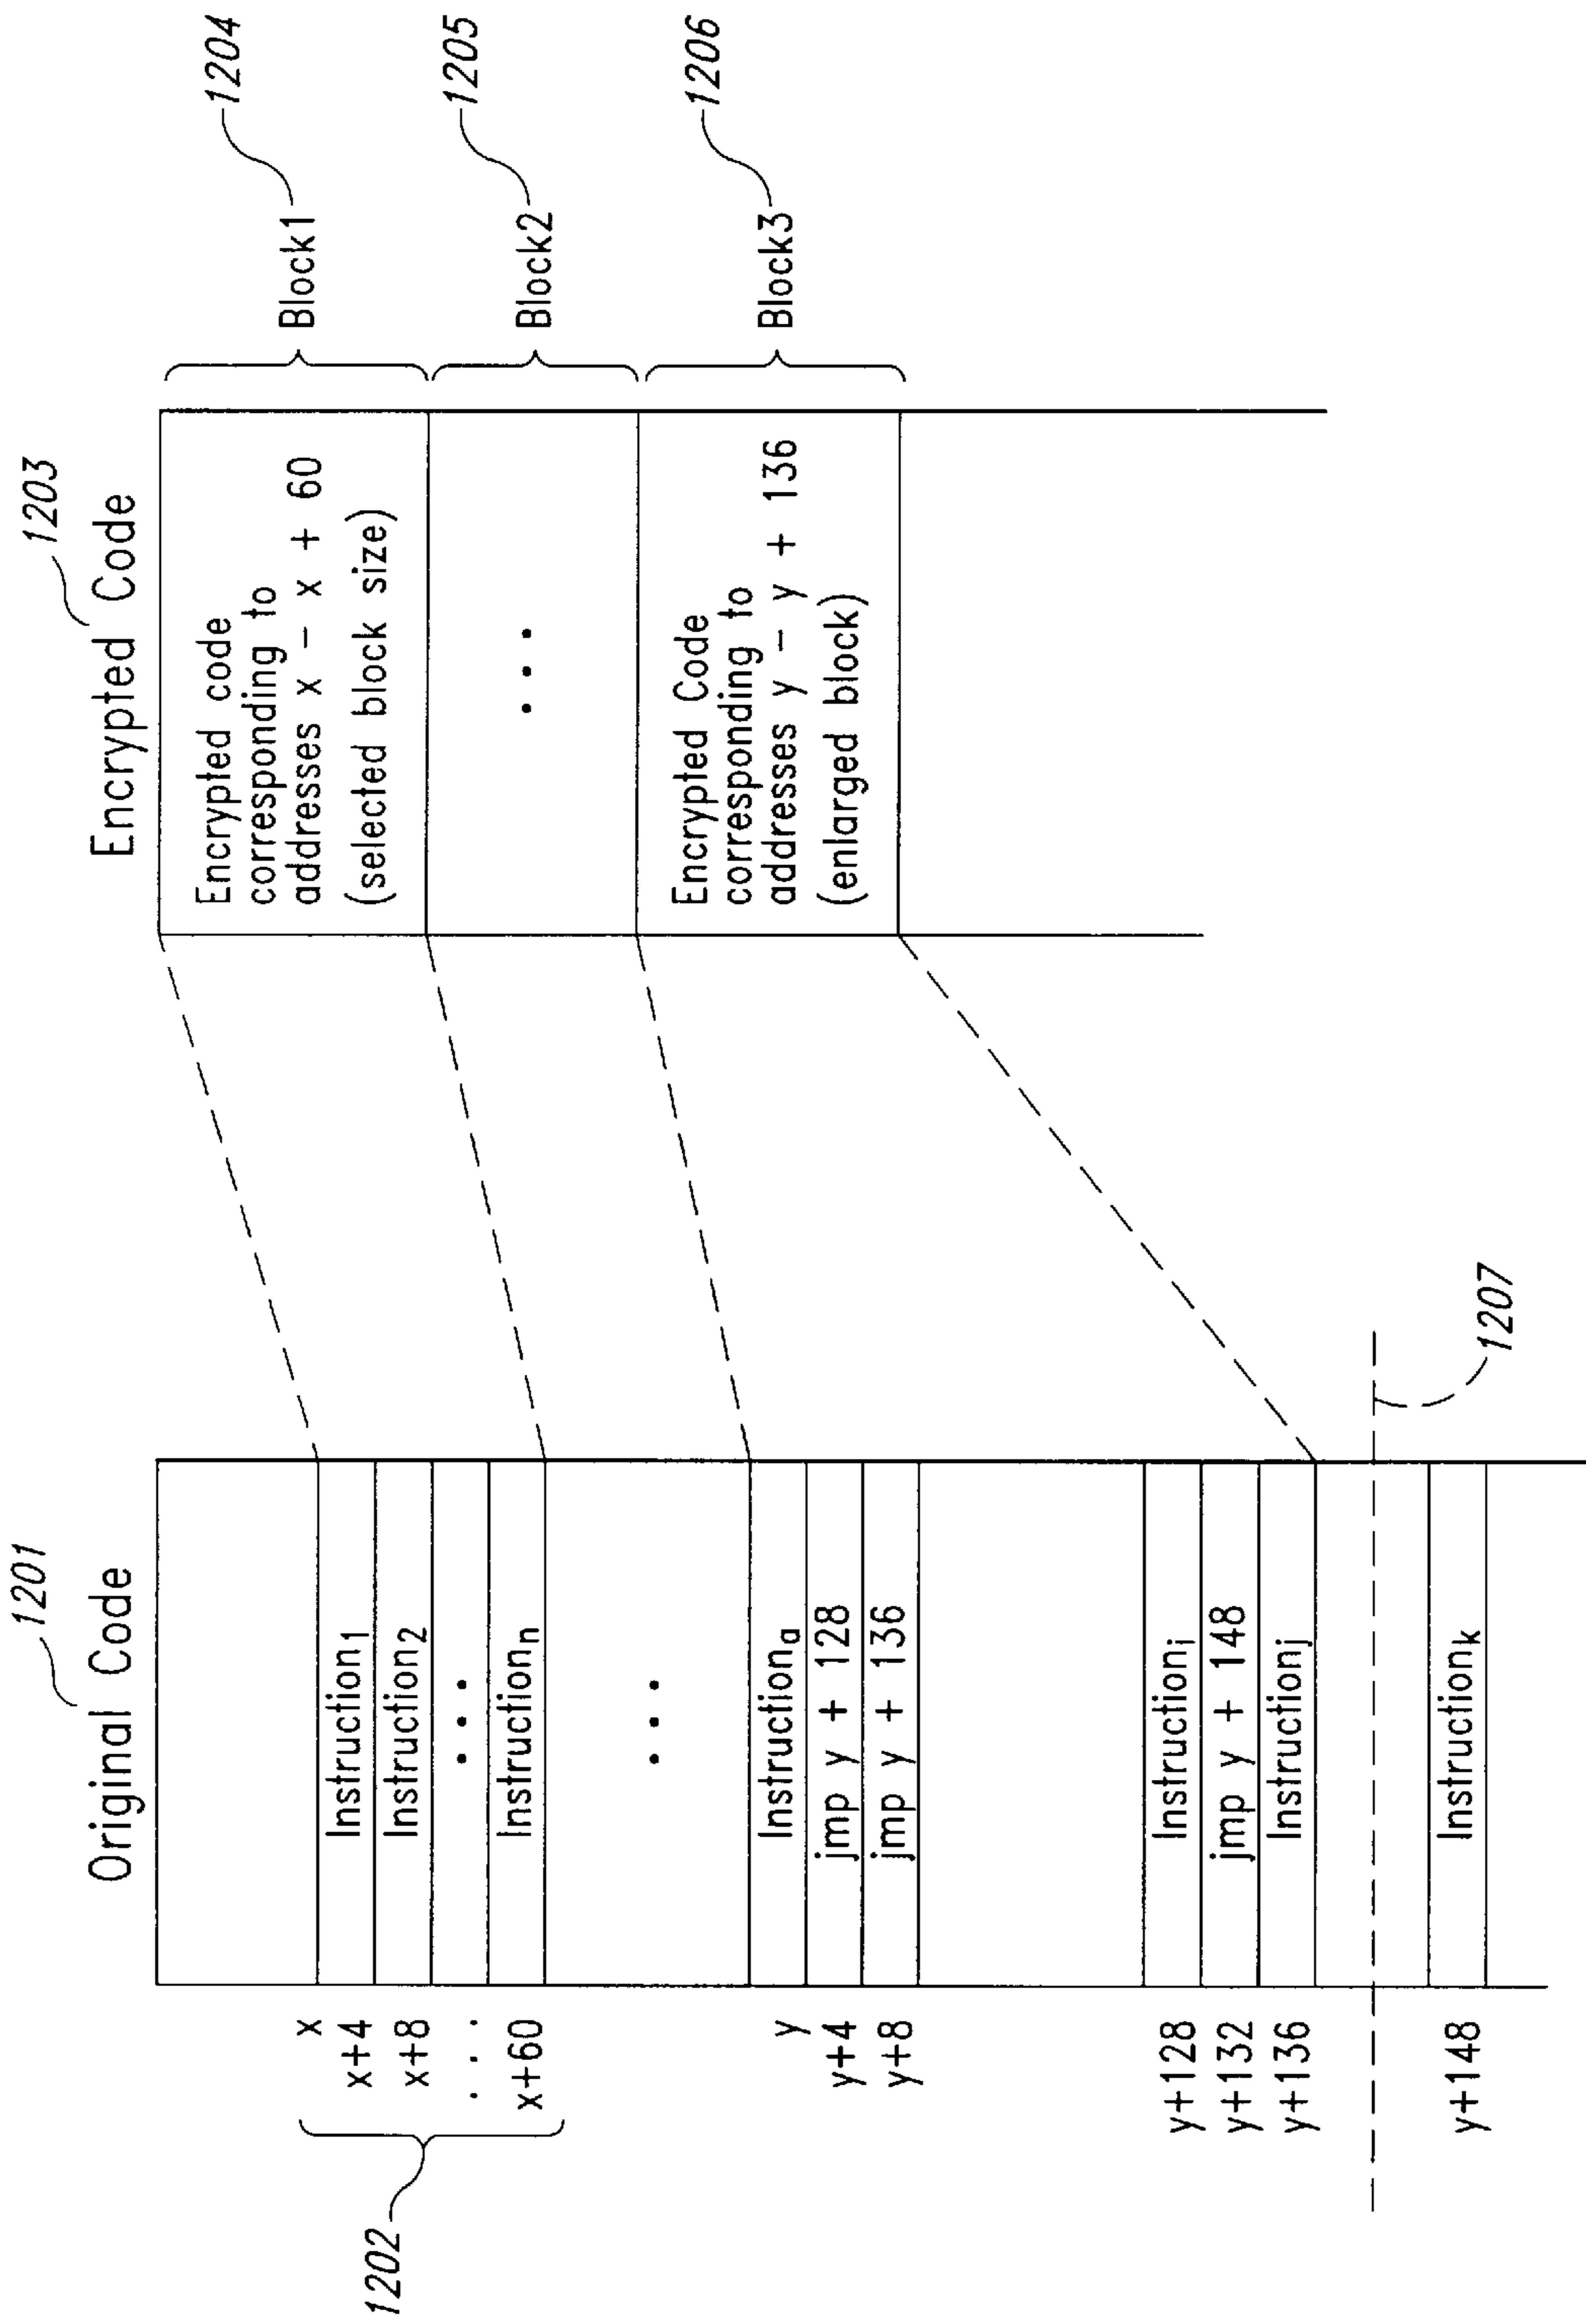 1201
Original Code
x
x+4
x+8
....
x+60
1202
Instruction1
Instruction2
...
Instructionn
...
y
y+4
y+8
Instructiona
jmp y + 128
jmp y + 136
y+128
y+132
y+136
Instructioni
jmp y + 148
Instructionj
1207
y+148
Instructionk
1203
Encrypted Code
Encrypted code
corresponding to
addresses x - x + 60
(selected block size)
...
Encrypted Code
corresponding to
addresses y - y + 136
(enlarged block)
Block1
1204
Block2
1205
Block3
1206